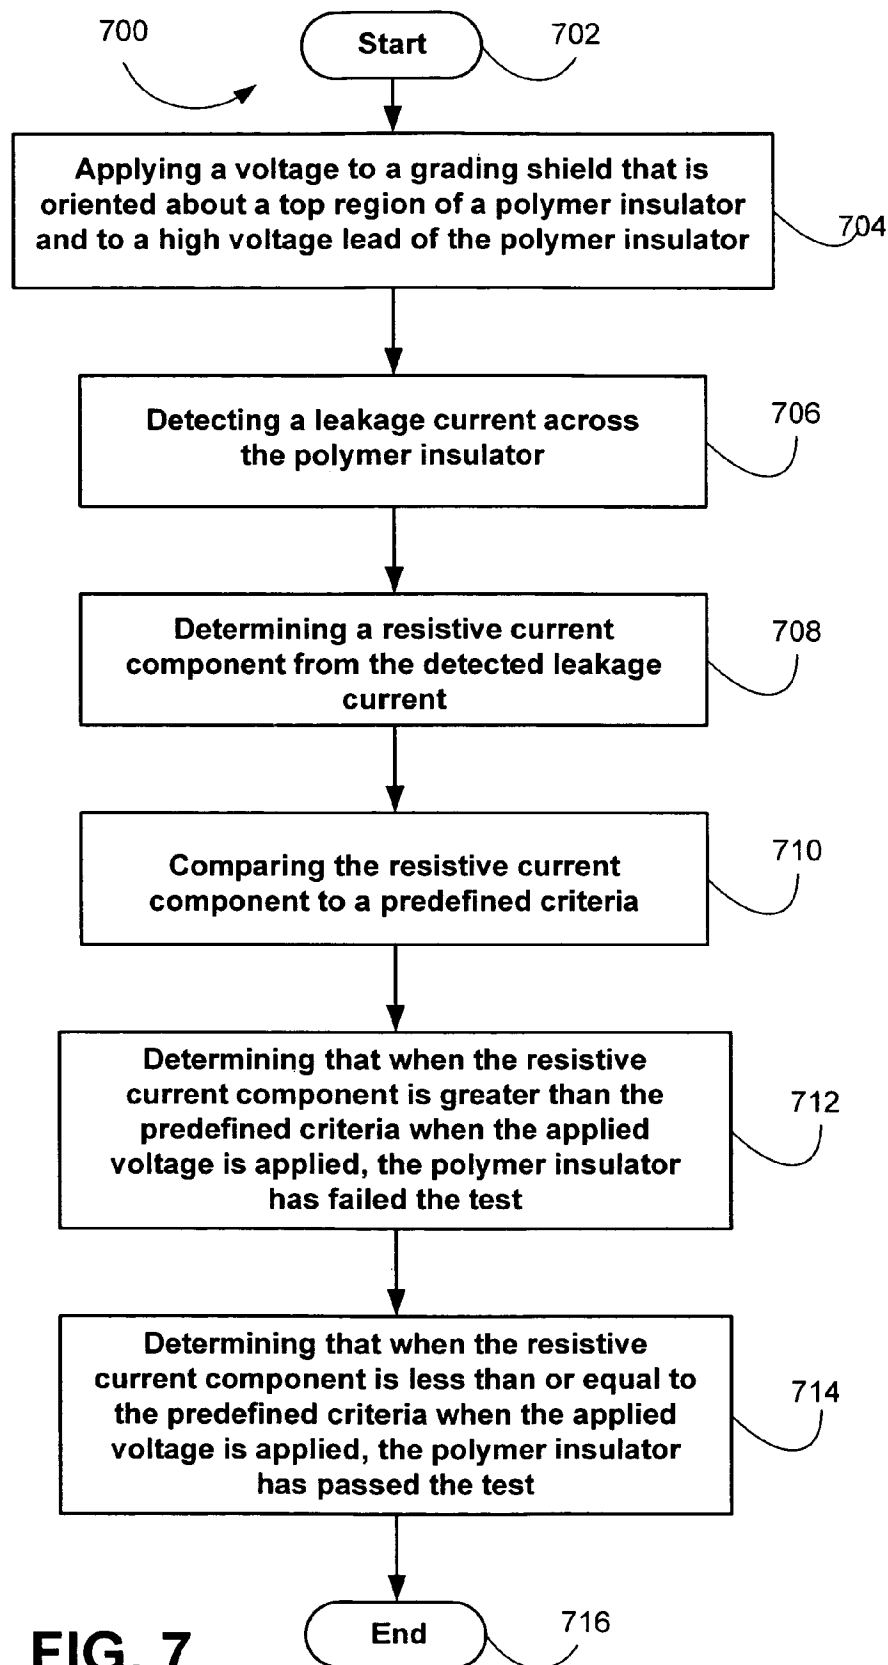 700
Start
702
Applying a voltage to a grading shield that is
oriented about a top region of a polymer insulator
and to a high voltage lead of the polymer insulator
704
Detecting a leakage current across
the polymer insulator
706
Determining a resistive current
component from the detected leakage
current
708
Comparing the resistive current
component to a predefined criteria
710
Determining that when the resistive
current component is greater than the
predefined criteria when the applied
voltage is applied, the polymer insulator
has failed the test
712
Determining that when the resistive
current component is less than or equal to
the predefined criteria when the applied
voltage is applied, the polymer insulator
has passed the test
714
End
716
FIG. 7